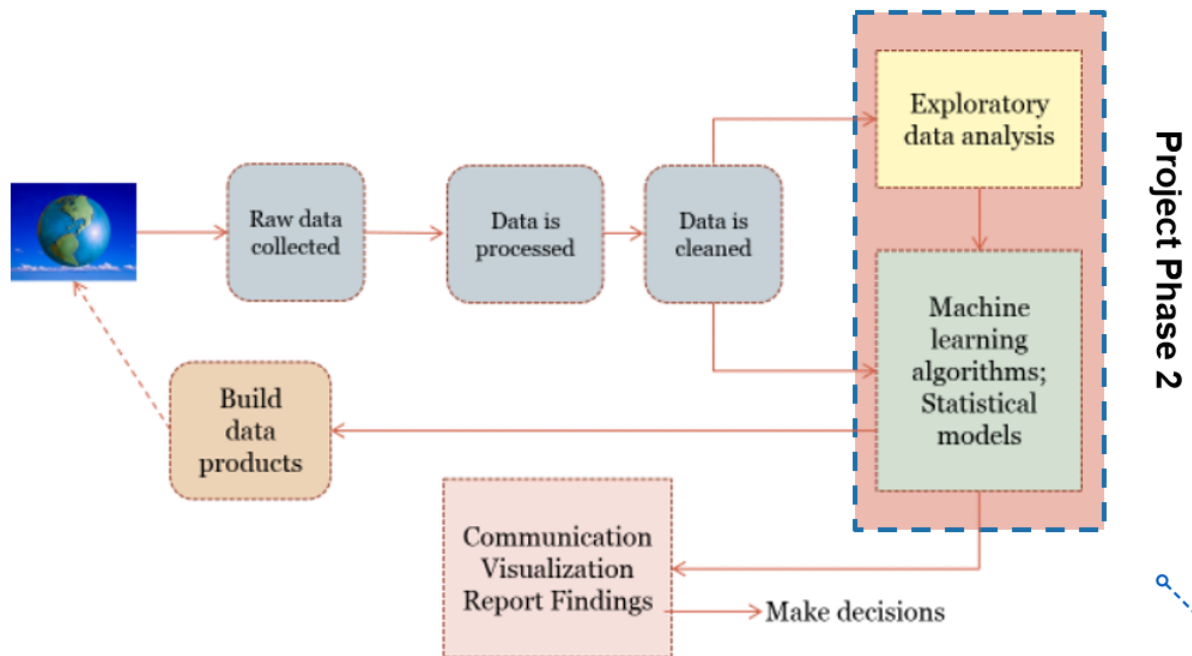 Raw data
collected
Data is
processed
Data is
cleaned
Exploratory
data analysis
Machine
learning
algorithms;
Statistical
models
Build
data
products
Communication
Visualization
Report Findings
Make decisions
Project Phase 2